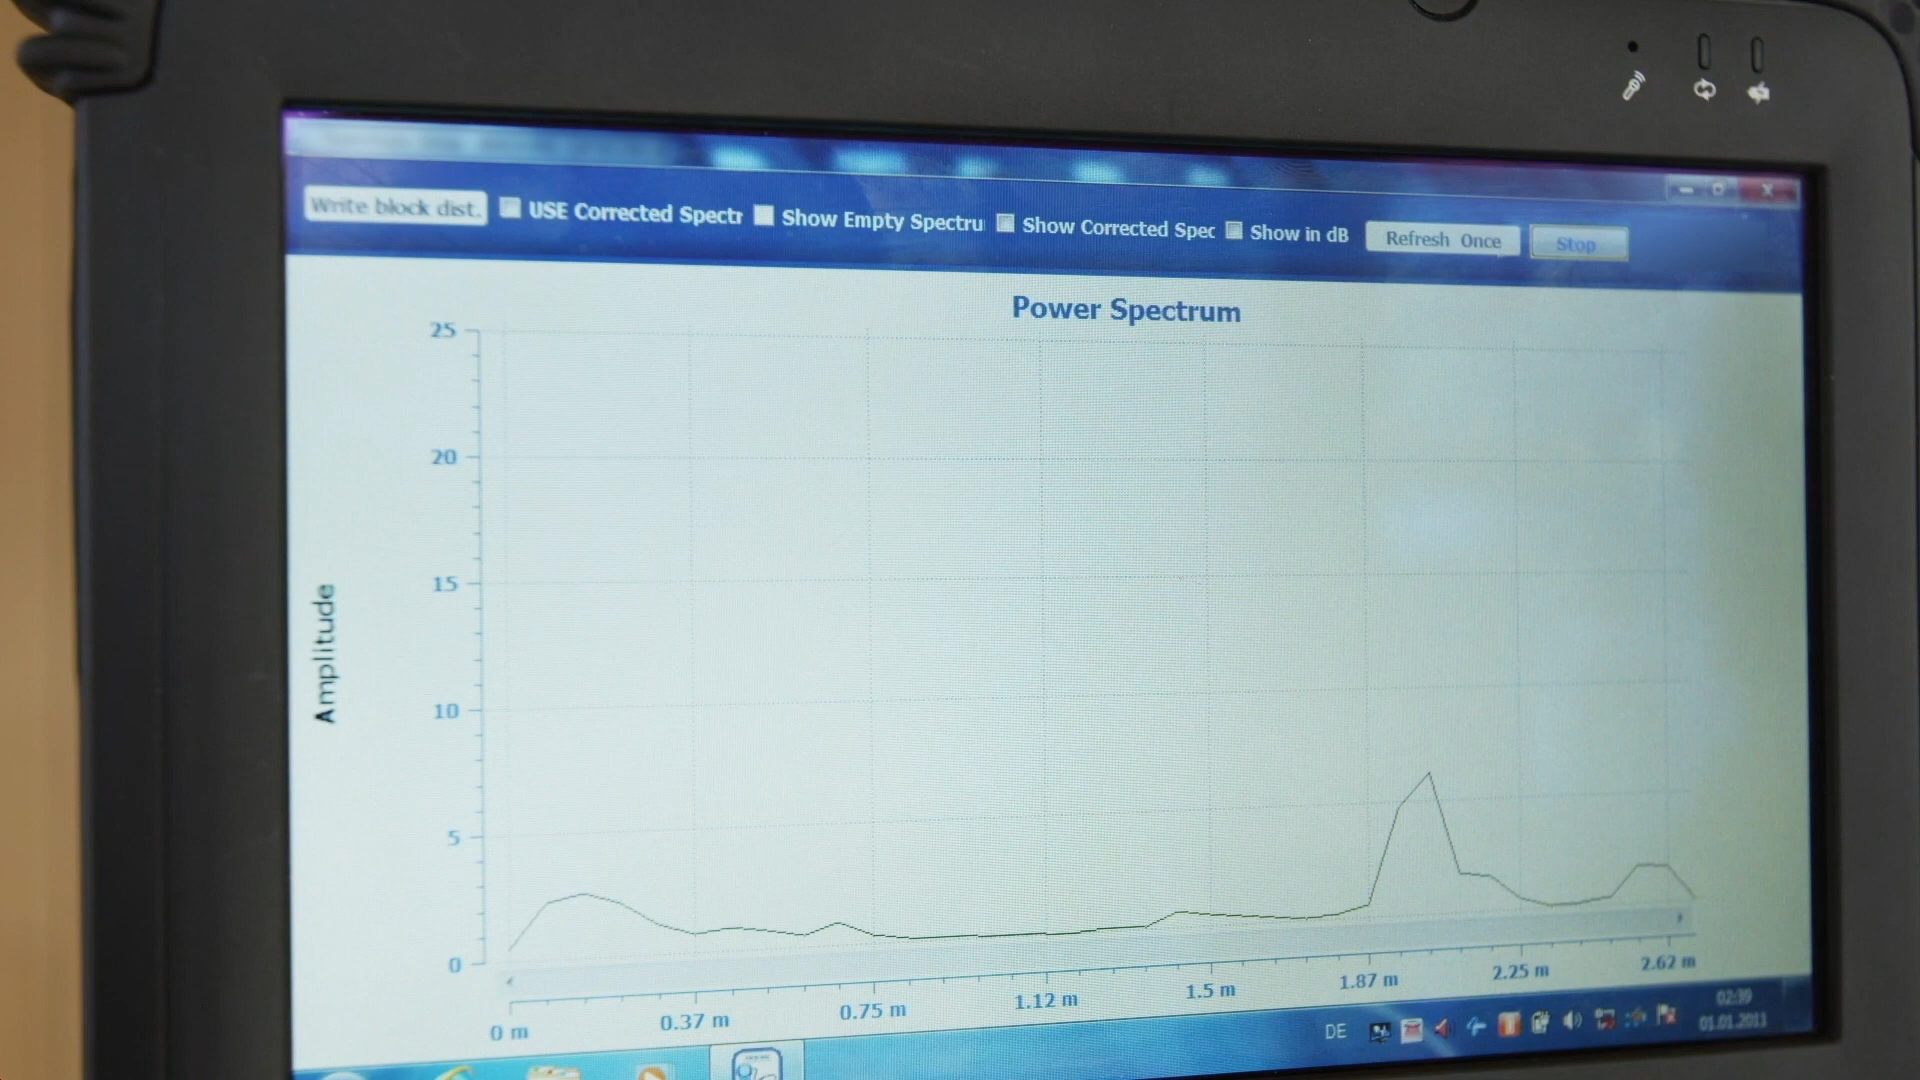 Write block dist. USE Corrected Spectr Show Empty Spectru Show Corrected Spec Show in dB Refresh Once Stop
Power Spectrum
25
20
15
10
5
0
Amplitude
0 m 0.37 m 0.75 m 1.12 m 1.5 m 1.87 m 2.25 m 2.62 m
DE 02:39
01.01.2011